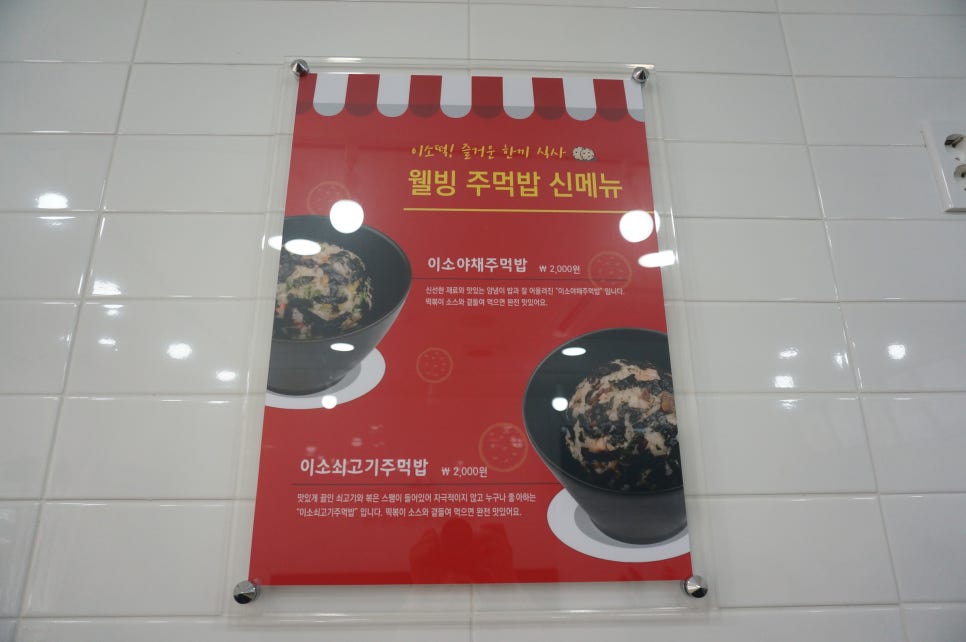 이소떡! 즐거운 한끼 식사
웰빙 주먹밥 신메뉴
이소야채주먹밥 ₩ 2,000원
신선한 재료와 맛있는 양념이 밥과 잘 어울려진 "이소야채주먹밥" 입니다.
떡볶이 소스와 곁들여 먹으면 완전 맛있어요.
이소쇠고기주먹밥 ₩ 2,000원
맛있게 끓인 쇠고기와 볶은 스팸이 들어있어 자극적이지 않고 누구나 좋아하는
"이소쇠고기주먹밥" 입니다. 떡볶이 소스와 곁들여 먹으면 완전 맛있어요.